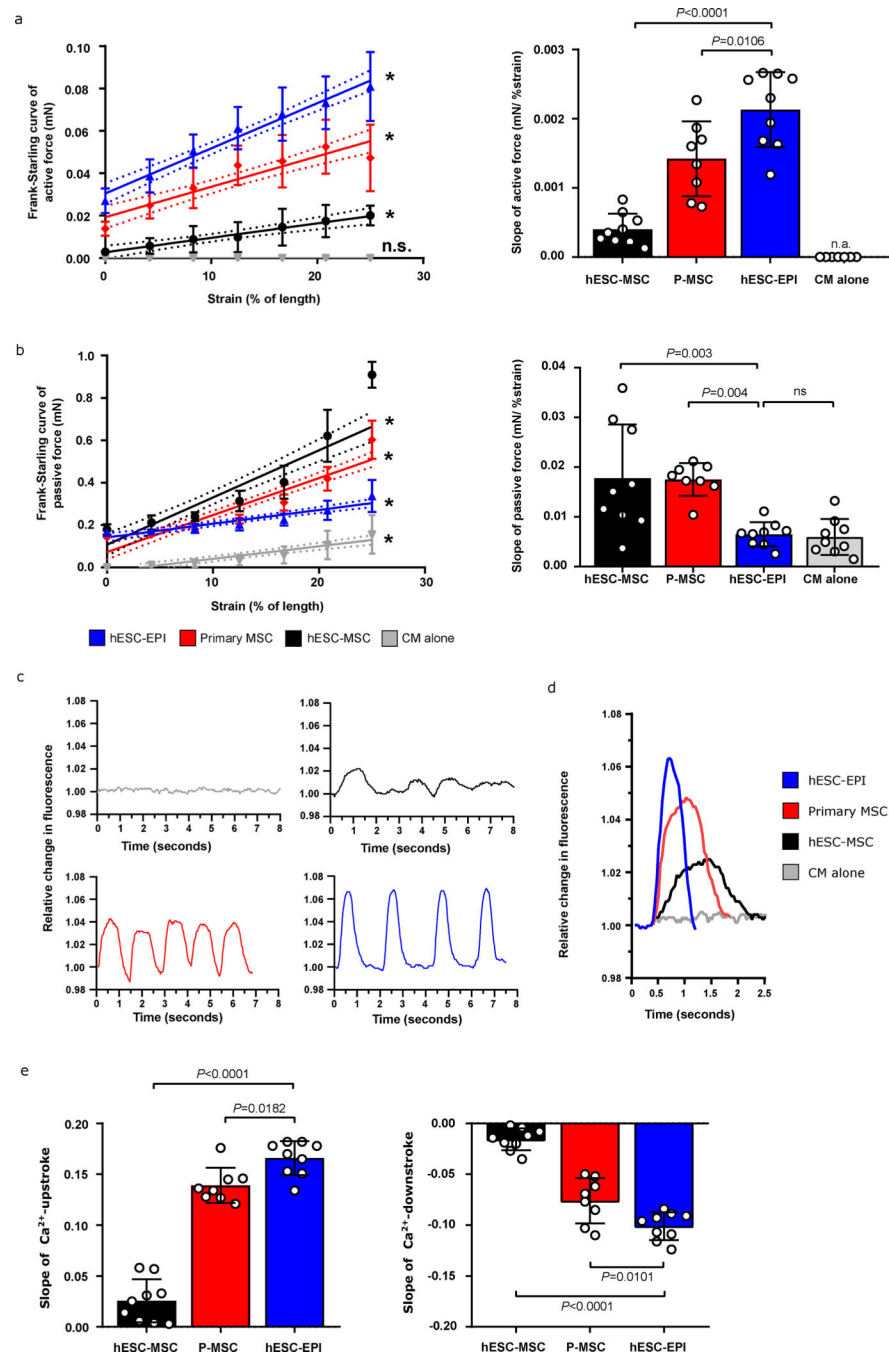 a
P<0.0001
P=0.0106
Frank-Starling curve of
active force (mN)
0.10
0.08
0.06
0.04
0.02
0.00
*
*
*
n.s.
0 10 20 30
Strain (% of length)
Slope of active force (mN/ %strain)
0.003
0.002
0.001
0.000
n.a.
hESC-MSC P-MSC hESC-EPI CM alone
b
Frank-Starling curve of
passive force (mN)
1.0
0.8
0.6
0.4
0.2
0.0
*
*
*
*
0 10 20 30
Strain (% of length)
P=0.003
P=0.004 ns
Slope of passive force (mN/ %strain)
0.04
0.03
0.02
0.01
0.00
hESC-MSC P-MSC hESC-EPI CM alone
hESC-EPI Primary MSC hESC-MSC CM alone
c
Relative change in fluorescence
1.08
1.06
1.04
1.02
1.00
0.98
0 1 2 3 4 5 6 7 8
Time (seconds)
1.08
1.06
1.04
1.02
1.00
0.98
0 1 2 3 4 5 6 7 8
Time (seconds)
1.08
1.06
1.04
1.02
1.00
0.98
0 1 2 3 4 5 6 7 8
Time (seconds)
1.08
1.06
1.04
1.02
1.00
0.98
0 1 2 3 4 5 6 7 8
Time (seconds)
d
Relative change in fluorescence
1.08
1.06
1.04
1.02
1.00
0.98
0 0.5 1 1.5 2 2.5
Time (seconds)
hESC-EPI
Primary MSC
hESC-MSC
CM alone
e
P<0.0001
P=0.0182
Slope of Ca²⁺-upstroke
0.20
0.15
0.10
0.05
0.00
hESC-MSC P-MSC hESC-EPI
Slope of Ca²⁺-downstroke
0.00
-0.05
-0.10
-0.15
-0.20
P=0.0101
P<0.0001
hESC-MSC P-MSC hESC-EPI